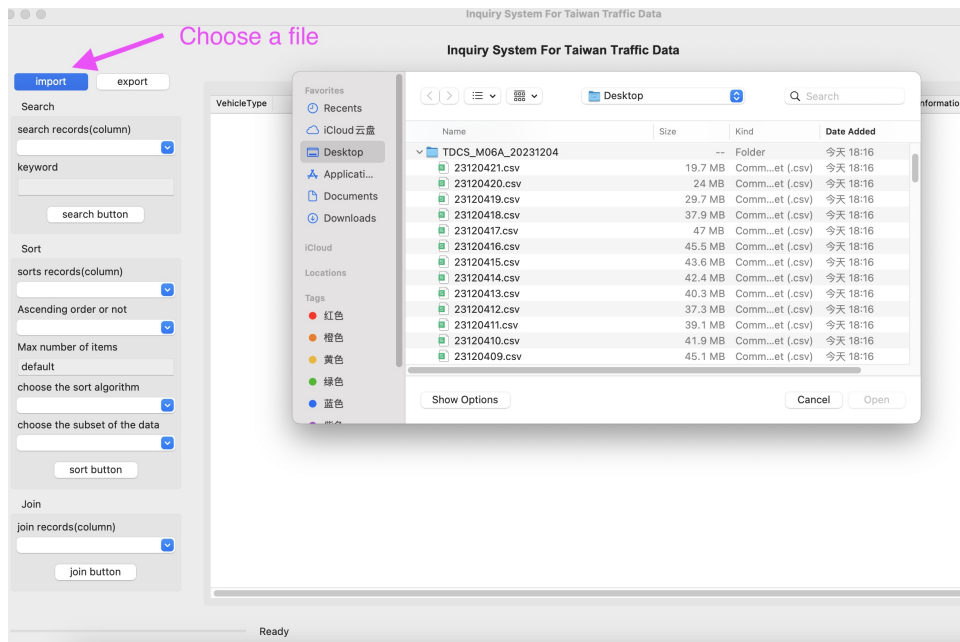 Inquiry System For Taiwan Traffic Data
Choose a file
Inquiry System For Taiwan Traffic Data
import
export
Search
search records(column)
keyword
search button
Sort
sorts records(column)
Ascending order or not
Max number of items
default
choose the sort algorithm
choose the subset of the data
sort button
Join
join records(column)
join button
VehicleType
Favorites
Recents
iCloud云盘
Desktop
Applicati...
Documents
Downloads
iCloud
Locations
Tags
红色
橙色
黄色
绿色
蓝色
Desktop
Search
Name Size Kind Date Added
TDCS_M06A_20231204 -- Folder 今天 18:16
23120421.csv 19.7 MB Comm...et (.csv) 今天 18:16
23120420.csv 24 MB Comm...et (.csv) 今天 18:16
23120419.csv 29.7 MB Comm...et (.csv) 今天 18:16
23120418.csv 37.9 MB Comm...et (.csv) 今天 18:16
23120417.csv 47 MB Comm...et (.csv) 今天 18:16
23120416.csv 45.5 MB Comm...et (.csv) 今天 18:16
23120415.csv 43.6 MB Comm...et (.csv) 今天 18:16
23120414.csv 42.4 MB Comm...et (.csv) 今天 18:16
23120413.csv 40.3 MB Comm...et (.csv) 今天 18:16
23120412.csv 37.3 MB Comm...et (.csv) 今天 18:16
23120411.csv 39.1 MB Comm...et (.csv) 今天 18:16
23120410.csv 41.9 MB Comm...et (.csv) 今天 18:16
23120409.csv 45.1 MB Comm...et (.csv) 今天 18:16
Show Options
Cancel
Open
nformatio
Ready